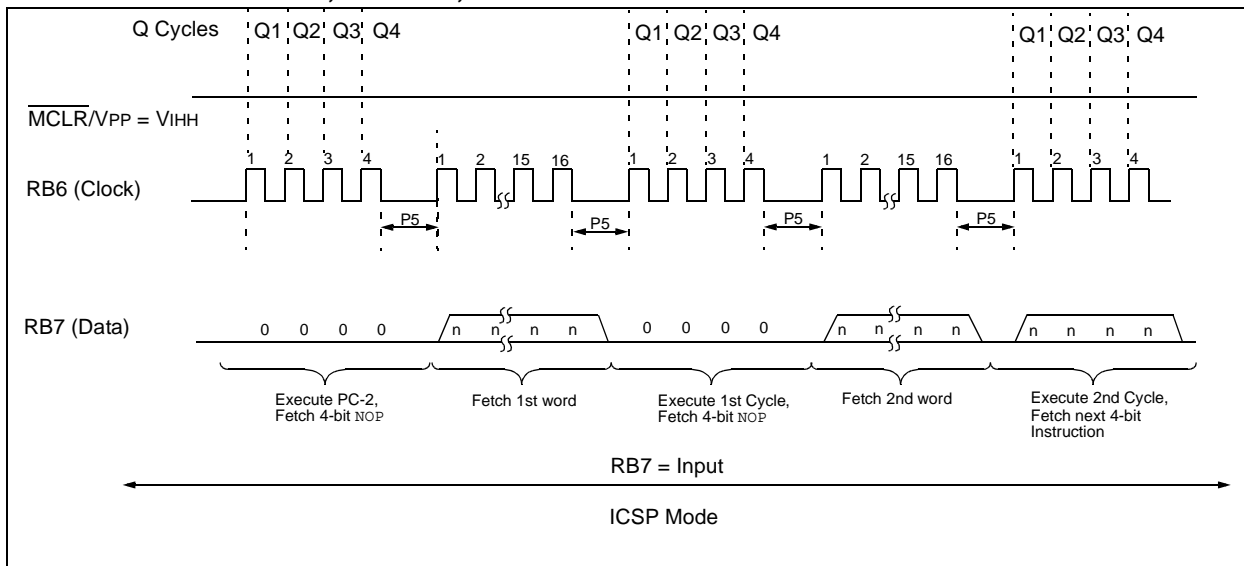 Q Cycles Q1 Q2 Q3 Q4 Q1 Q2 Q3 Q4 Q1 Q2 Q3 Q4
MCLR/VPP = VIHH
1 2 3 4 1 2 15 16 1 2 3 4 1 2 15 16 1 2 3 4
RB6 (Clock)
P5 P5 P5 P5
RB7 (Data)
0 0 0 0 n n n n 0 0 0 0 n n n n n n n n
Execute PC-2,
Fetch 4-bit NOP
Fetch 1st word
Execute 1st Cycle,
Fetch 4-bit NOP
Fetch 2nd word
Execute 2nd Cycle,
Fetch next 4-bit
Instruction
RB7 = Input
ICSP Mode